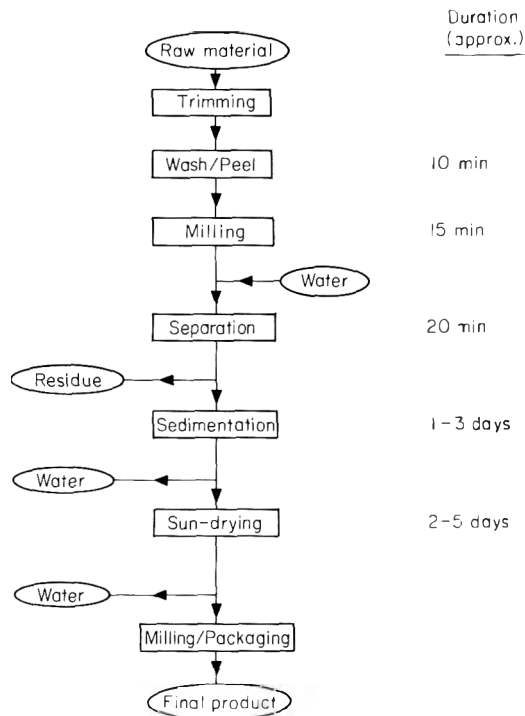 Duration
(approx.)
Raw material
Trimming
Wash/Peel
10 min
Milling
15 min
Water
Separation
20 min
Residue
Sedimentation
1-3 days
Water
Sun-drying
2-5 days
Water
Milling/Packaging
Final product